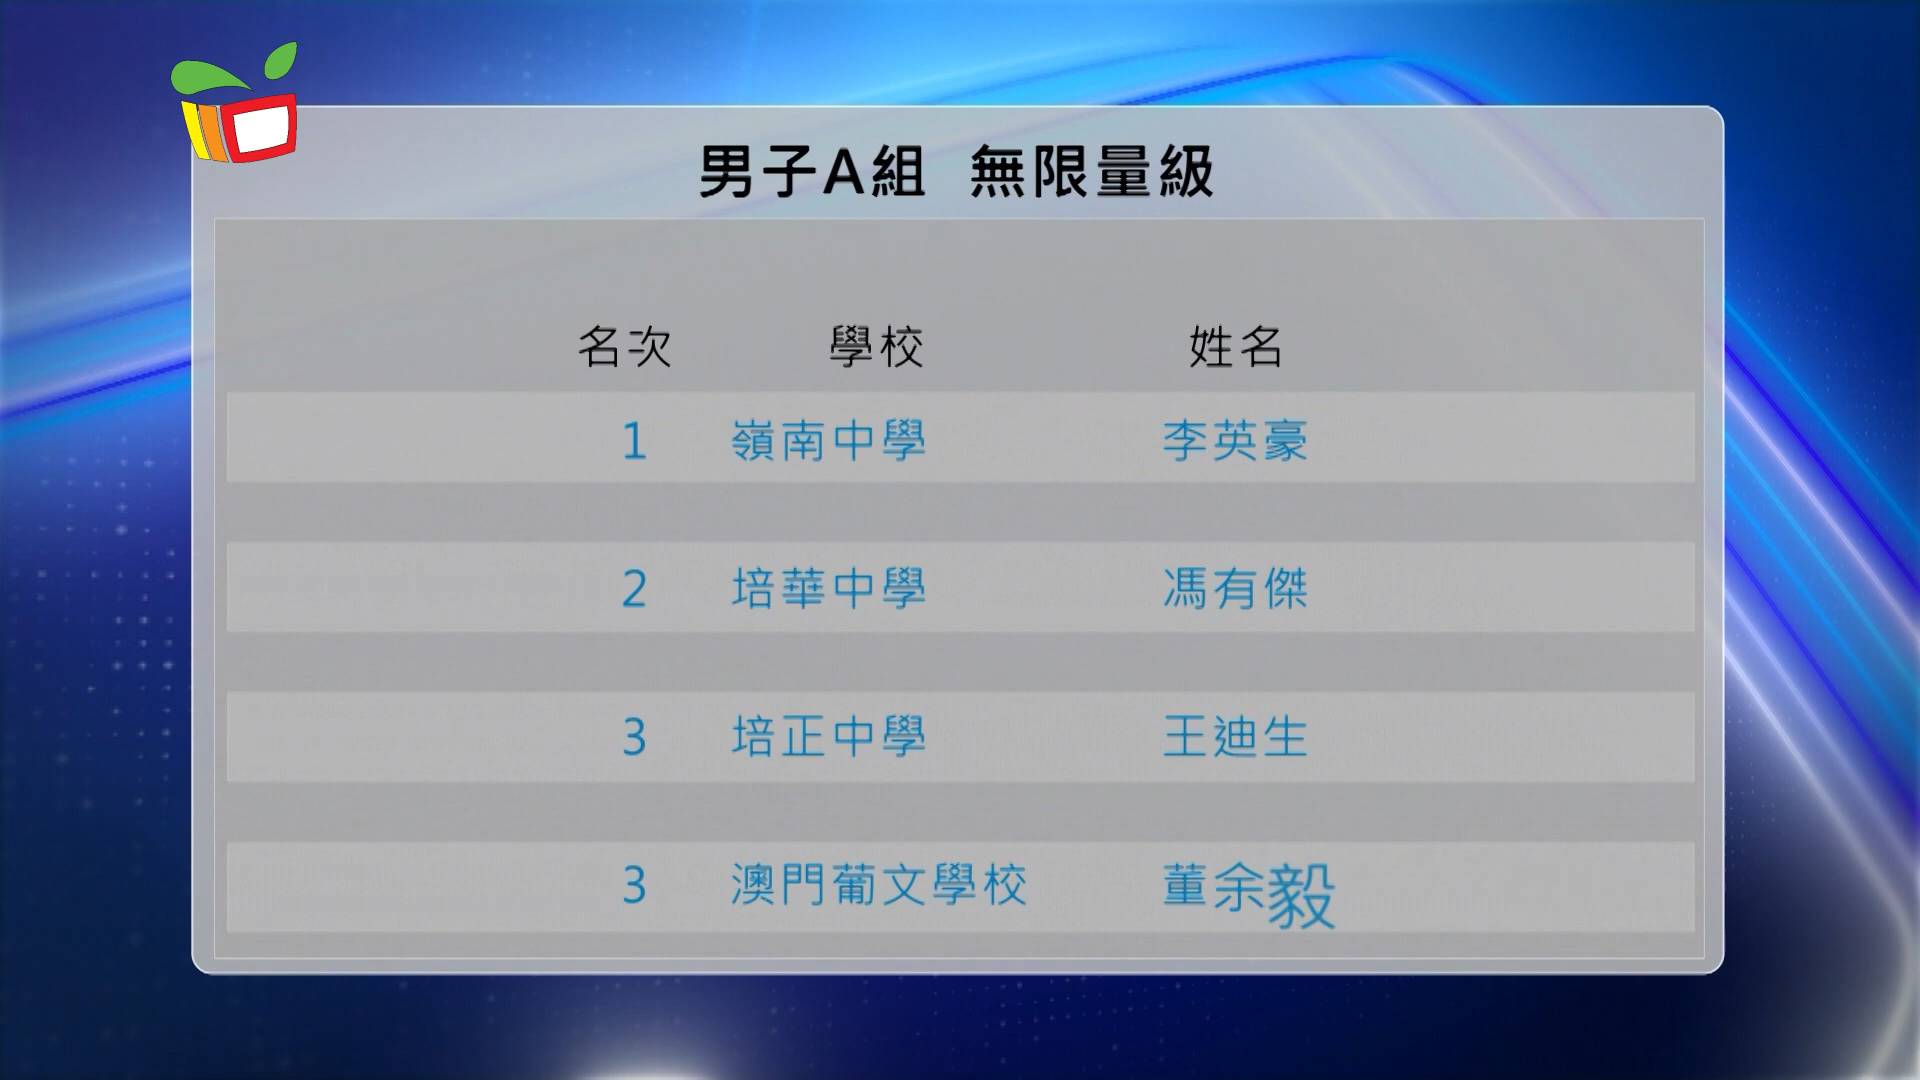 男子A組 無限量級
名次 學校 姓名
1 嶺南中學 李英豪
2 培華中學 馮有傑
3 培正中學 王迪生
3 澳門葡文學校 董余毅